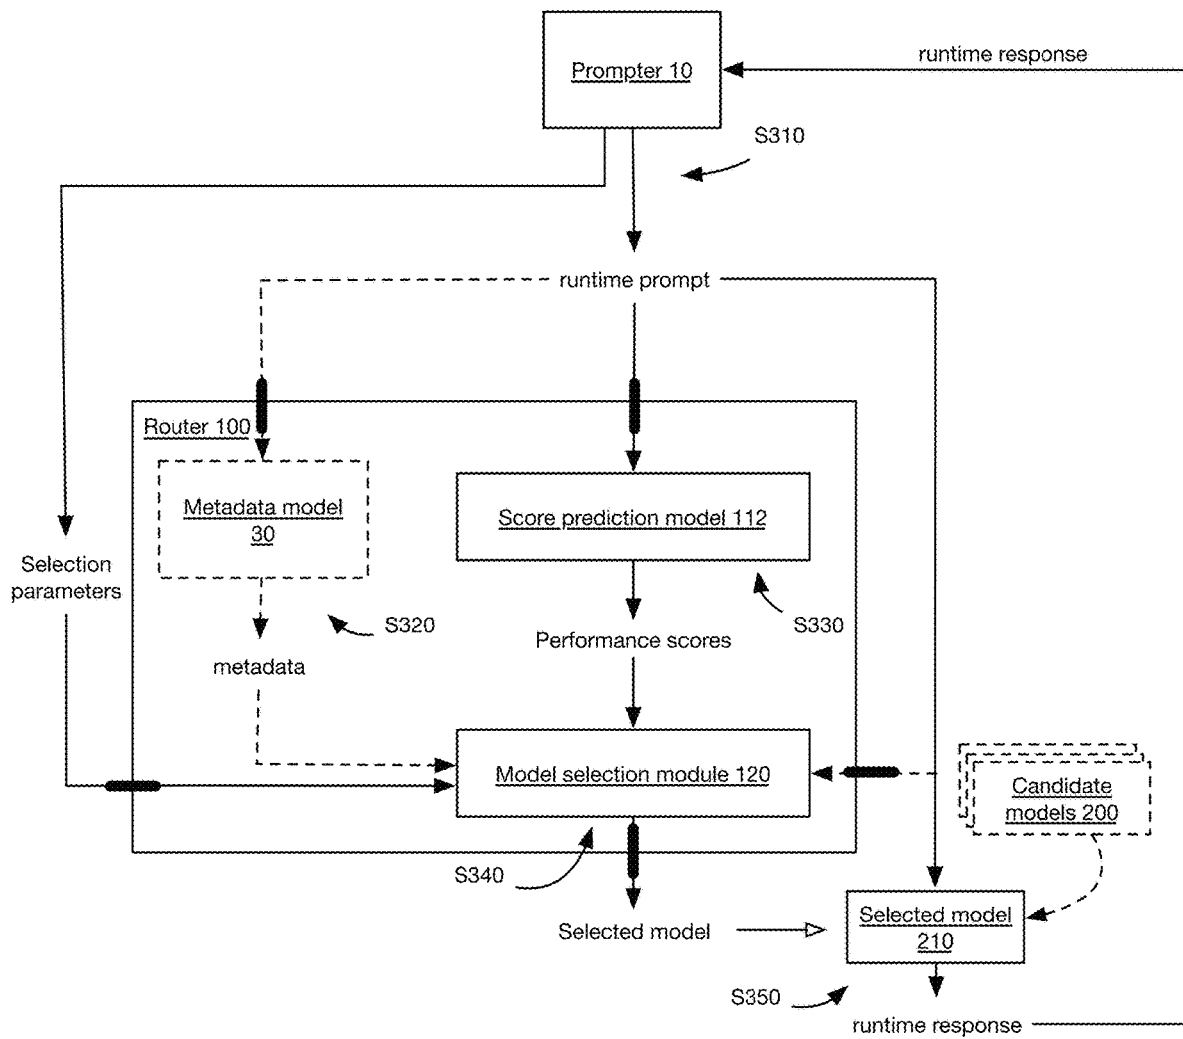 runtime response
Prompter 10
S310
runtime prompt
Router 100
Metadata model
30
Score prediction model 112
Selection
parameters
S320
S330
Performance scores
metadata
Model selection module 120
Candidate
models 200
S340
Selected model
Selected model
210
S350
runtime response